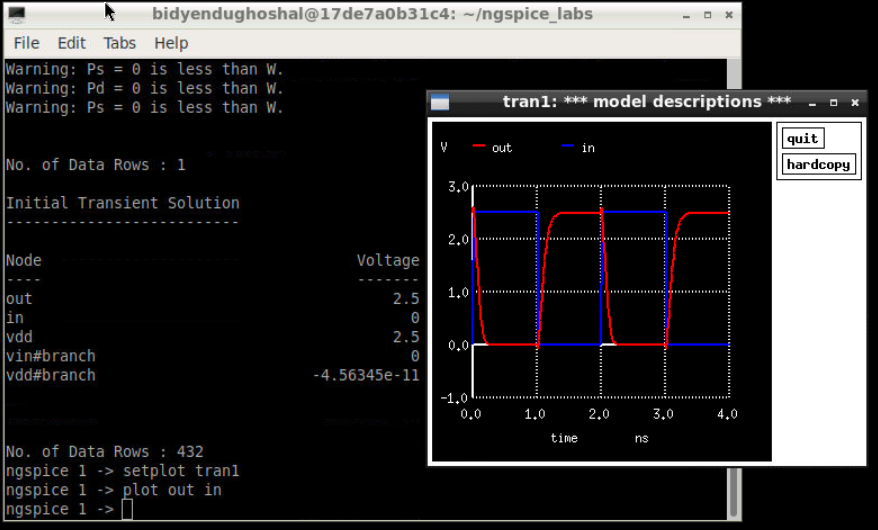 bidyendughoshal@17de7a0b31c4: ~/ngspice_labs
File Edit Tabs Help
Warning: Ps = 0 is less than W.
Warning: Pd = 0 is less than W.
Warning: Ps = 0 is less than W.
No. of Data Rows : 1
Initial Transient Solution
--------------------------
Node Voltage
---- -------
out 2.5
in 0
vdd 2.5
vin#branch 0
vdd#branch -4.56345e-11
No. of Data Rows : 432
ngspice 1 -> setplot tran1
ngspice 1 -> plot out in
ngspice 1 ->
tran1: *** model descriptions ***
quit
hardcopy
V out in
3.0
2.0
1.0
0.0
-1.0
0.0 1.0 2.0 3.0 4.0
time ns